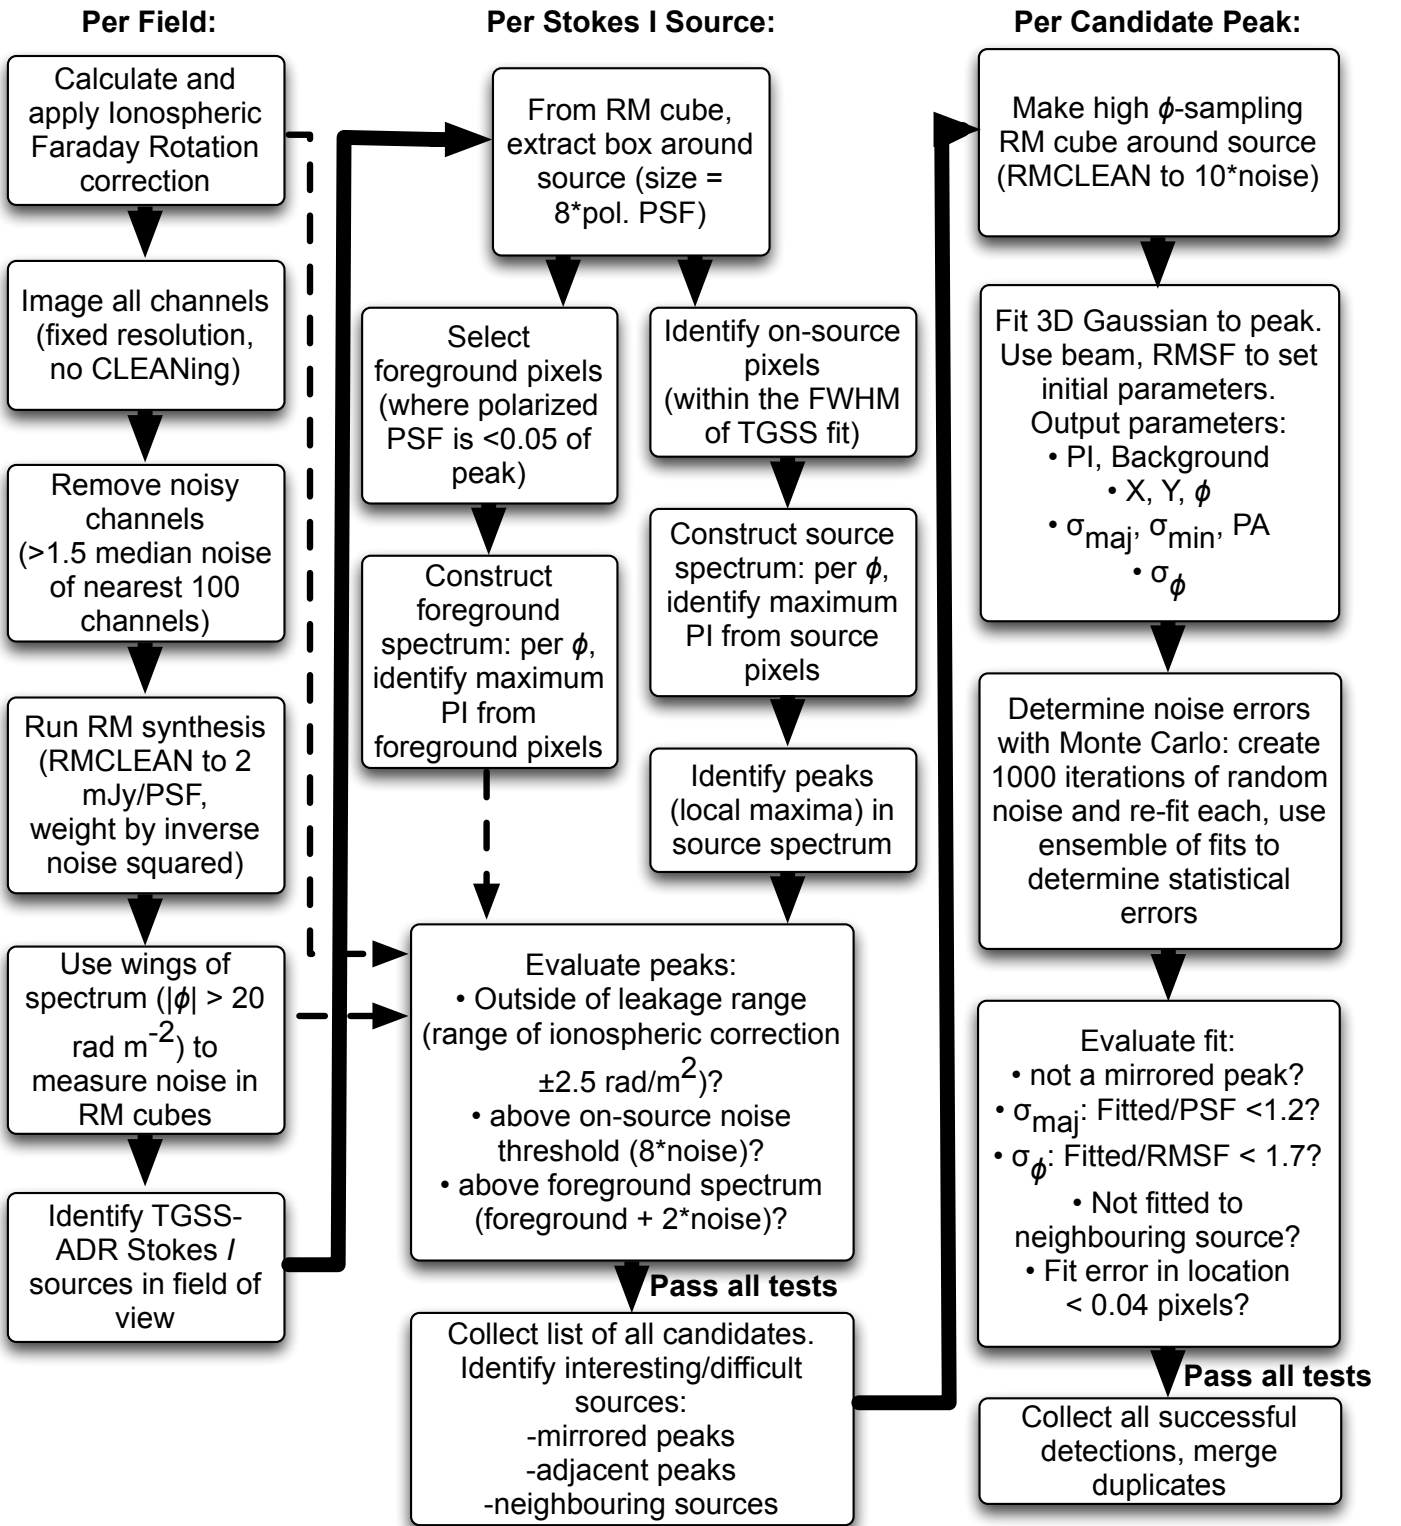 Per Field:
Calculate and
apply Ionospheric
Faraday Rotation
correction
Image all channels
(fixed resolution,
no CLEANing)
Remove noisy
channels
(>1.5 median noise
of nearest 100
channels)
Run RM synthesis
(RMCLEAN to 2
mJy/PSF,
weight by inverse
noise squared)
Use wings of
spectrum (|ϕ| > 20
rad m⁻²) to
measure noise in
RM cubes
Identify TGSS-
ADR Stokes I
sources in field of
view
Per Stokes I Source:
From RM cube,
extract box around
source (size =
8*pol. PSF)
Select
foreground pixels
(where polarized
PSF is <0.05 of
peak)
Construct
foreground
spectrum: per ϕ,
identify maximum
PI from
foreground pixels
Identify on-source
pixels
(within the FWHM
of TGSS fit)
Construct source
spectrum: per ϕ,
identify maximum
PI from source
pixels
Identify peaks
(local maxima) in
source spectrum
Evaluate peaks:
• Outside of leakage range
(range of ionospheric correction
±2.5 rad/m²)?
• above on-source noise
threshold (8*noise)?
• above foreground spectrum
(foreground + 2*noise)?
Pass all tests
Collect list of all candidates.
Identify interesting/difficult
sources:
-mirrored peaks
-adjacent peaks
-neighbouring sources
Per Candidate Peak:
Make high ϕ-sampling
RM cube around source
(RMCLEAN to 10*noise)
Fit 3D Gaussian to peak.
Use beam, RMSF to set
initial parameters.
Output parameters:
• PI, Background
• X, Y, ϕ
• σmaj, σmin, PA
• σϕ
Determine noise errors
with Monte Carlo: create
1000 iterations of random
noise and re-fit each, use
ensemble of fits to
determine statistical
errors
Evaluate fit:
• not a mirrored peak?
• σmaj: Fitted/PSF <1.2?
• σϕ: Fitted/RMSF < 1.7?
• Not fitted to
neighbouring source?
• Fit error in location
< 0.04 pixels?
Pass all tests
Collect all successful
detections, merge
duplicates